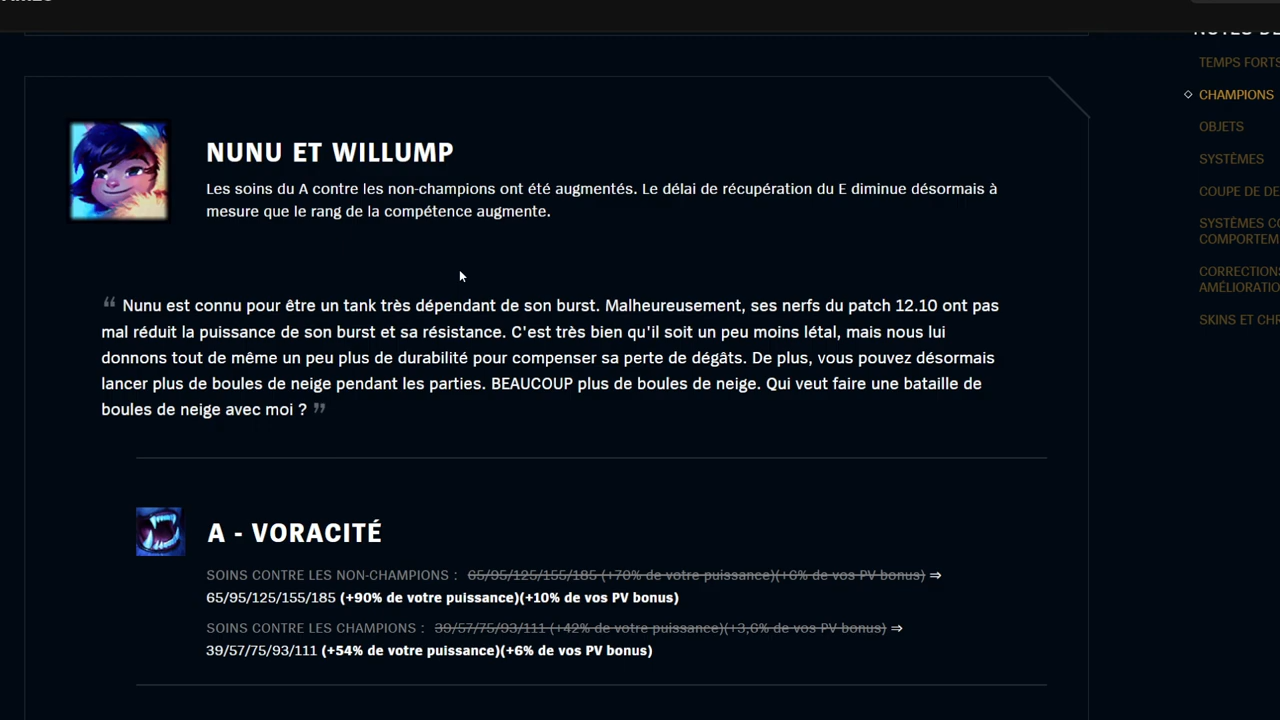 NUNU ET WILLUMP
Les soins du A contre les non-champions ont été augmentés. Le délai de récupération du E diminue désormais à
mesure que le rang de la compétence augmente.
“ Nunu est connu pour être un tank très dépendant de son burst. Malheureusement, ses nerfs du patch 12.10 ont pas
mal réduit la puissance de son burst et sa résistance. C'est très bien qu'il soit un peu moins létal, mais nous lui
donnons tout de même un peu plus de durabilité pour compenser sa perte de dégâts. De plus, vous pouvez désormais
lancer plus de boules de neige pendant les parties. BEAUCOUP plus de boules de neige. Qui veut faire une bataille de
boules de neige avec moi ? ”
A - VORACITÉ
SOINS CONTRE LES NON-CHAMPIONS : 65/95/125/155/185 (+70% de votre puissance)(+6% de vos PV bonus) ⇒
65/95/125/155/185 (+90% de votre puissance)(+10% de vos PV bonus)
SOINS CONTRE LES CHAMPIONS : 39/57/75/93/111 (+42% de votre puissance)(+3,6% de vos PV bonus) ⇒
39/57/75/93/111 (+54% de votre puissance)(+6% de vos PV bonus)
TEMPS FORTS
CHAMPIONS
OBJETS
SYSTÈMES
COUPE DE
SYSTÈMES
CORRECTION
SKINS ET